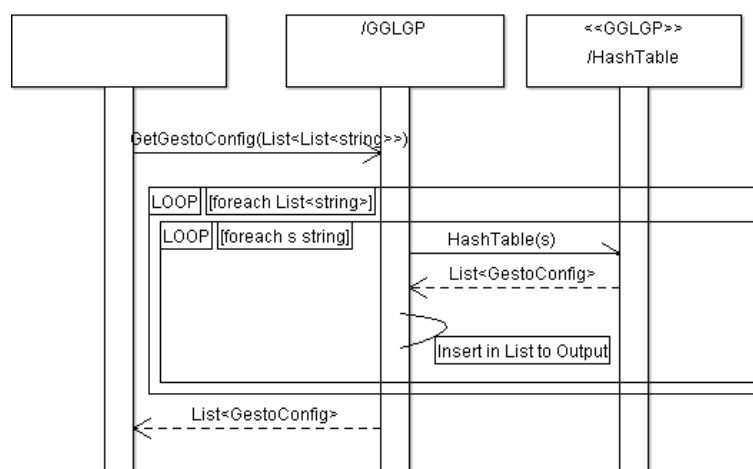 /GGLGP
<<GGLGP>>
/HashTable
GetGestoConfig(List<List<string>>)
LOOP [foreach List<string>]
LOOP [foreach s string]
HashTable(s)
List<GestoConfig>
Insert in List to Output
List<GestoConfig>